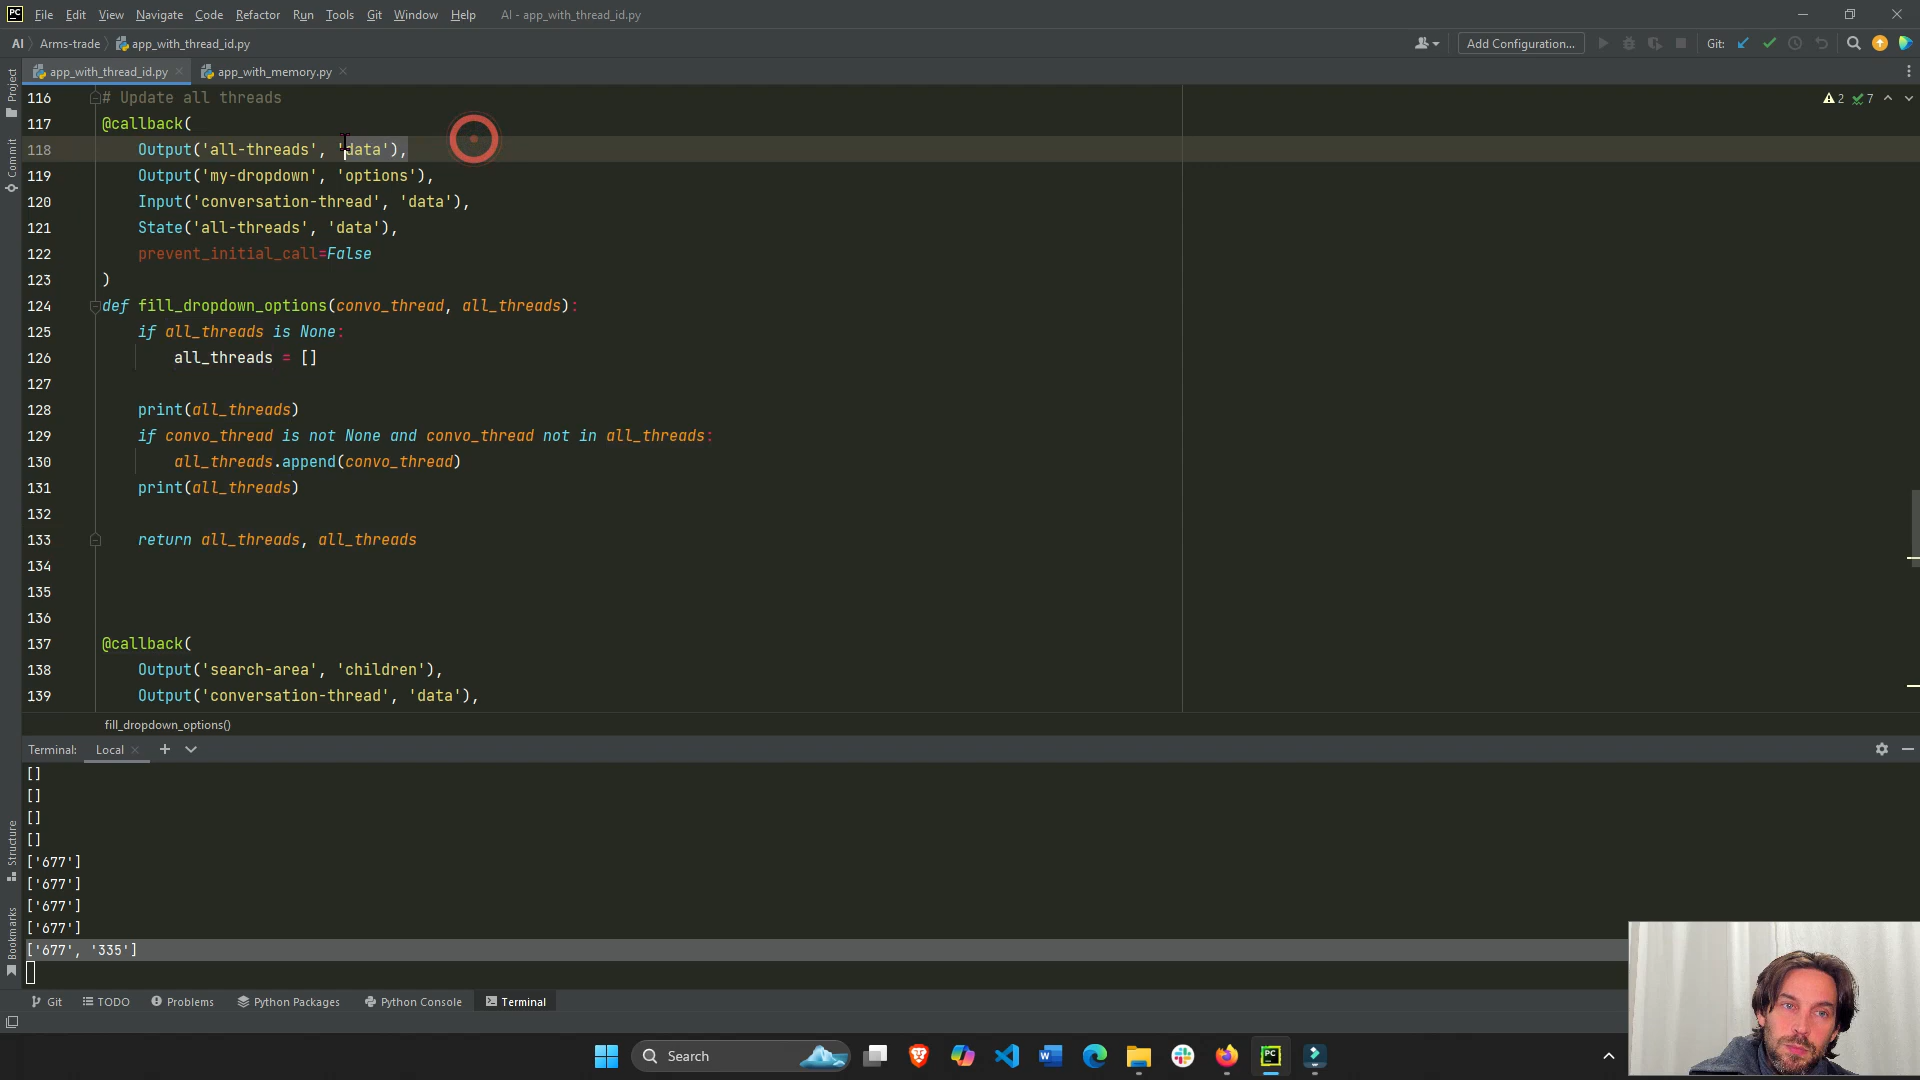 File Edit View Navigate Code Refactor Run Tools Git Window Help AI - app_with_thread_id.py
AI Arms-trade app_with_thread_id.py Add Configuration... Git:
app_with_thread_id.py app_with_memory.py
116 # Update all threads 2 7
117 @callback(
118 Output('all-threads', 'data'),
119 Output('my-dropdown', 'options'),
120 Input('conversation-thread', 'data'),
121 State('all-threads', 'data'),
122 prevent_initial_call=False
123 )
124 def fill_dropdown_options(convo_thread, all_threads):
125 if all_threads is None:
126 all_threads = []
127
128 print(all_threads)
129 if convo_thread is not None and convo_thread not in all_threads:
130 all_threads.append(convo_thread)
131 print(all_threads)
132
133 return all_threads, all_threads
134
135
136
137 @callback(
138 Output('search-area', 'children'),
139 Output('conversation-thread', 'data'),
fill_dropdown_options()
Terminal: Local
[]
[]
[]
[]
['677']
['677']
['677']
['677']
['677', '335']
Git TODO Problems Python Packages Python Console Terminal
Project
Commit
Structure
Bookmarks
Search